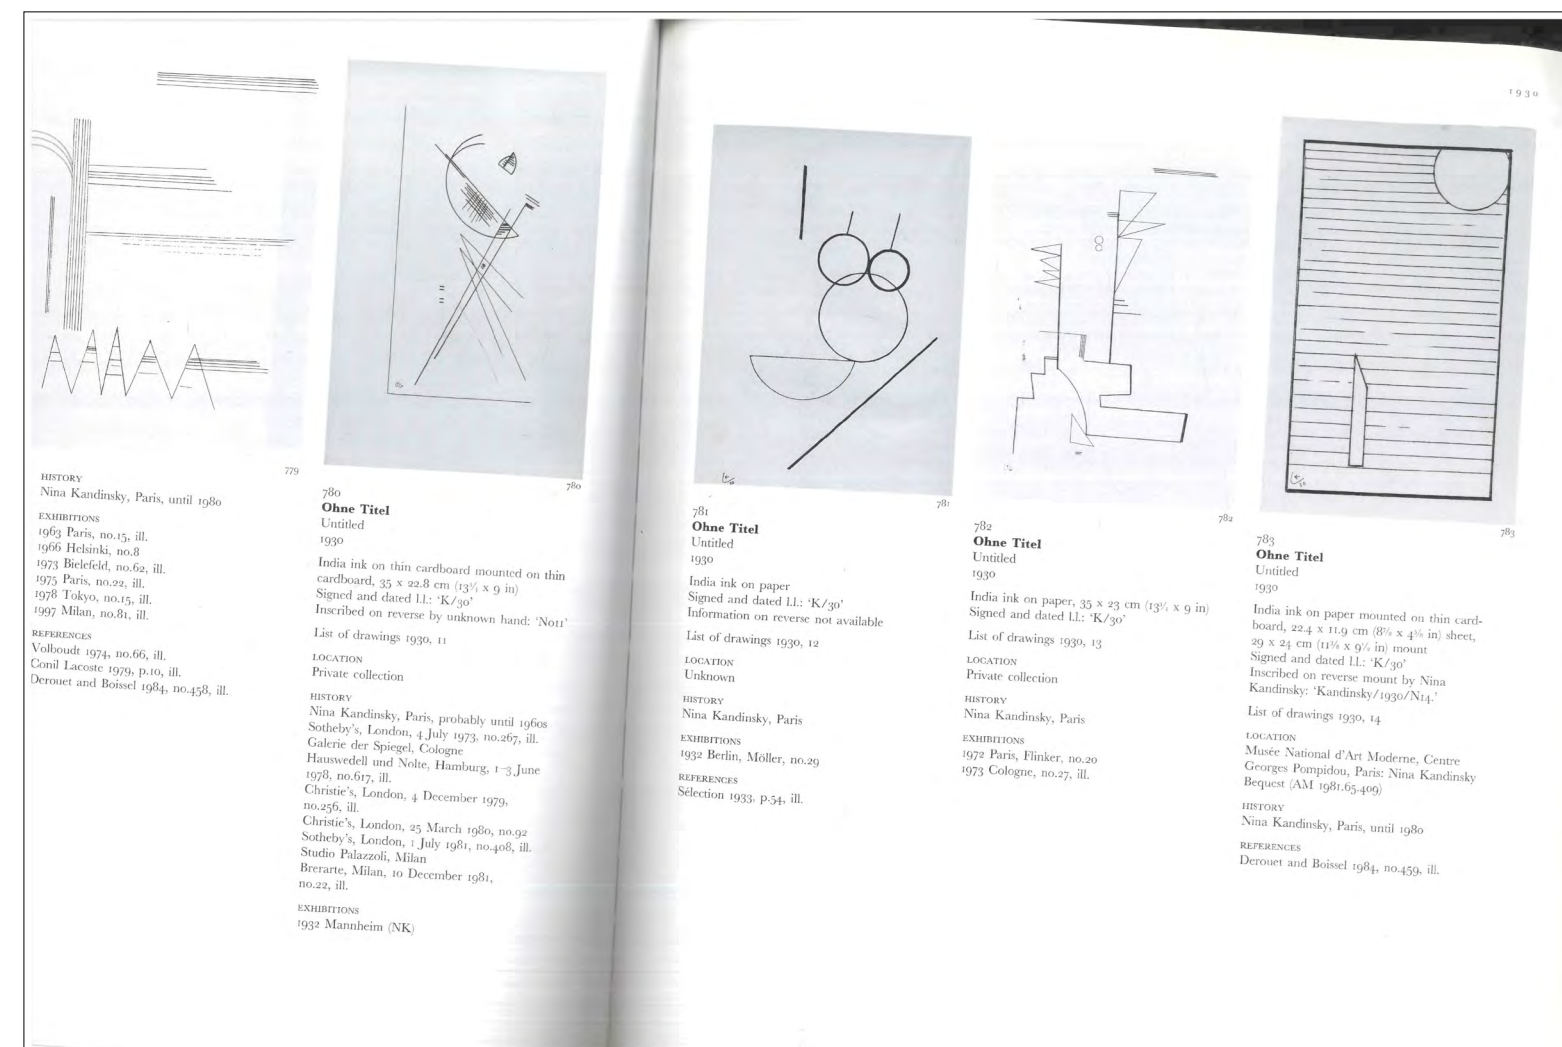 1930
779
HISTORY
Nina Kandinsky, Paris, until 1980
EXHIBITIONS
1963 Paris, no.15, ill.
1966 Helsinki, no.8
1973 Bielefeld, no.62, ill.
1975 Paris, no.22, ill.
1978 Tokyo, no.15, ill.
1997 Milan, no.81, ill.
REFERENCES
Volboudt 1974, no.66, ill.
Conil Lacoste 1979, p.10, ill.
Derouet and Boissel 1984, no.458, ill.
780
780
Ohne Titel
Untitled
1930
India ink on thin cardboard mounted on thin
cardboard, 35 x 22.8 cm (13¾ x 9 in)
Signed and dated l.l.: ‘K/30’
Inscribed on reverse by unknown hand: ‘No11’
List of drawings 1930, 11
LOCATION
Private collection
HISTORY
Nina Kandinsky, Paris, probably until 1960s
Sotheby’s, London, 4 July 1973, no.267, ill.
Galerie der Spiegel, Cologne
Hauswedell und Nolte, Hamburg, 1–3 June
1978, no.617, ill.
Christie’s, London, 4 December 1979,
no.256, ill.
Christie’s, London, 25 March 1980, no.92
Sotheby’s, London, 1 July 1981, no.408, ill.
Studio Palazzoli, Milan
Brerarte, Milan, 10 December 1981,
no.22, ill.
EXHIBITIONS
1932 Mannheim (NK)
781
781
Ohne Titel
Untitled
1930
India ink on paper
Signed and dated l.l.: ‘K/30’
Information on reverse not available
List of drawings 1930, 12
LOCATION
Unknown
HISTORY
Nina Kandinsky, Paris
EXHIBITIONS
1932 Berlin, Möller, no.29
REFERENCES
Sélection 1933, p.54, ill.
782
782
Ohne Titel
Untitled
1930
India ink on paper, 35 x 23 cm (13¾ x 9 in)
Signed and dated l.l.: ‘K/30’
List of drawings 1930, 13
LOCATION
Private collection
HISTORY
Nina Kandinsky, Paris
EXHIBITIONS
1972 Paris, Flinker, no.20
1973 Cologne, no.27, ill.
783
783
Ohne Titel
Untitled
1930
India ink on paper mounted on thin card-
board, 22.4 x 11.9 cm (8⅞ x 4⅝ in) sheet,
29 x 24 cm (11⅜ x 9½ in) mount
Signed and dated l.l.: ‘K/30’
Inscribed on reverse mount by Nina
Kandinsky: ‘Kandinsky/1930/N14.’
List of drawings 1930, 14
LOCATION
Musée National d’Art Moderne, Centre
Georges Pompidou, Paris: Nina Kandinsky
Bequest (AM 1981.65.409)
HISTORY
Nina Kandinsky, Paris, until 1980
REFERENCES
Derouet and Boissel 1984, no.459, ill.